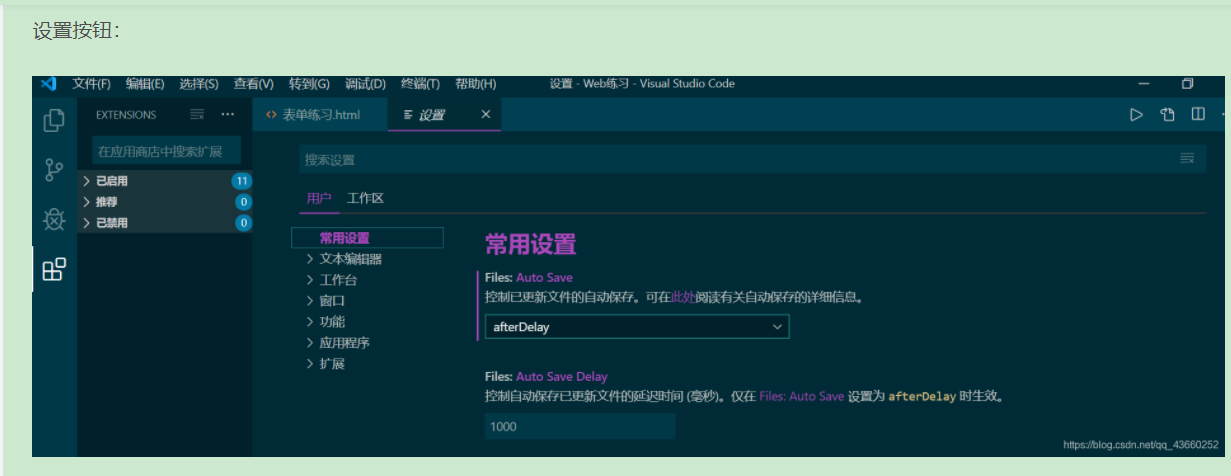 设置按钮：
文件(F) 编辑(E) 选择(S) 查看(V) 转到(G) 调试(D) 终端(T) 帮助(H) 设置 - Web练习 - Visual Studio Code
EXTENSIONS ··· <> 表单练习.html 设置 ×
在应用商店中搜索扩展
搜索设置
已启用 11
推荐 0
已禁用 0
用户 工作区
常用设置
文本编辑器
工作台
窗口
功能
应用程序
扩展
常用设置
Files: Auto Save
控制已更新文件的自动保存。可在此处阅读有关自动保存的详细信息。
afterDelay
Files: Auto Save Delay
控制自动保存已更新文件的延迟时间 (毫秒)。仅在 Files: Auto Save 设置为 afterDelay 时生效。
1000
https://blog.csdn.net/qq_43660252